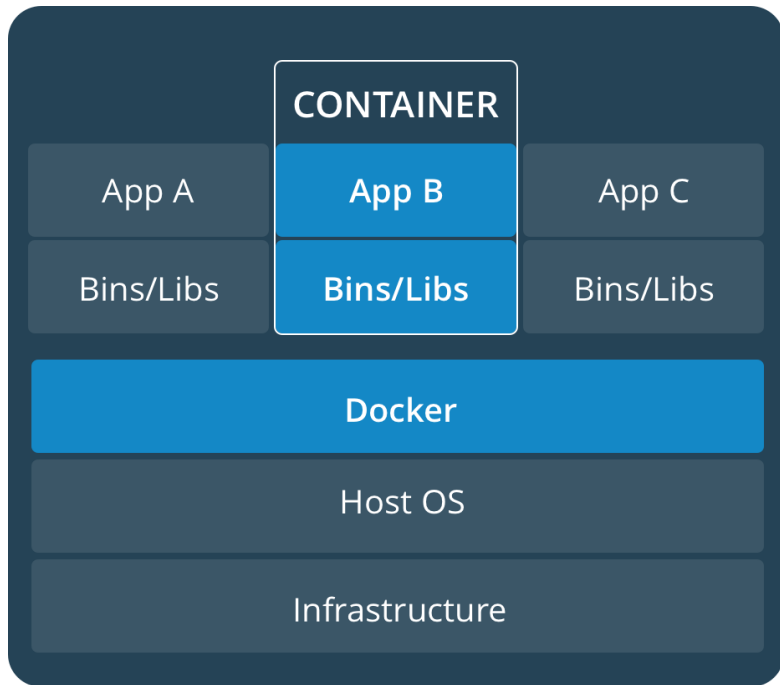 CONTAINER
App A
App B
App C
Bins/Libs
Bins/Libs
Bins/Libs
Docker
Host OS
Infrastructure